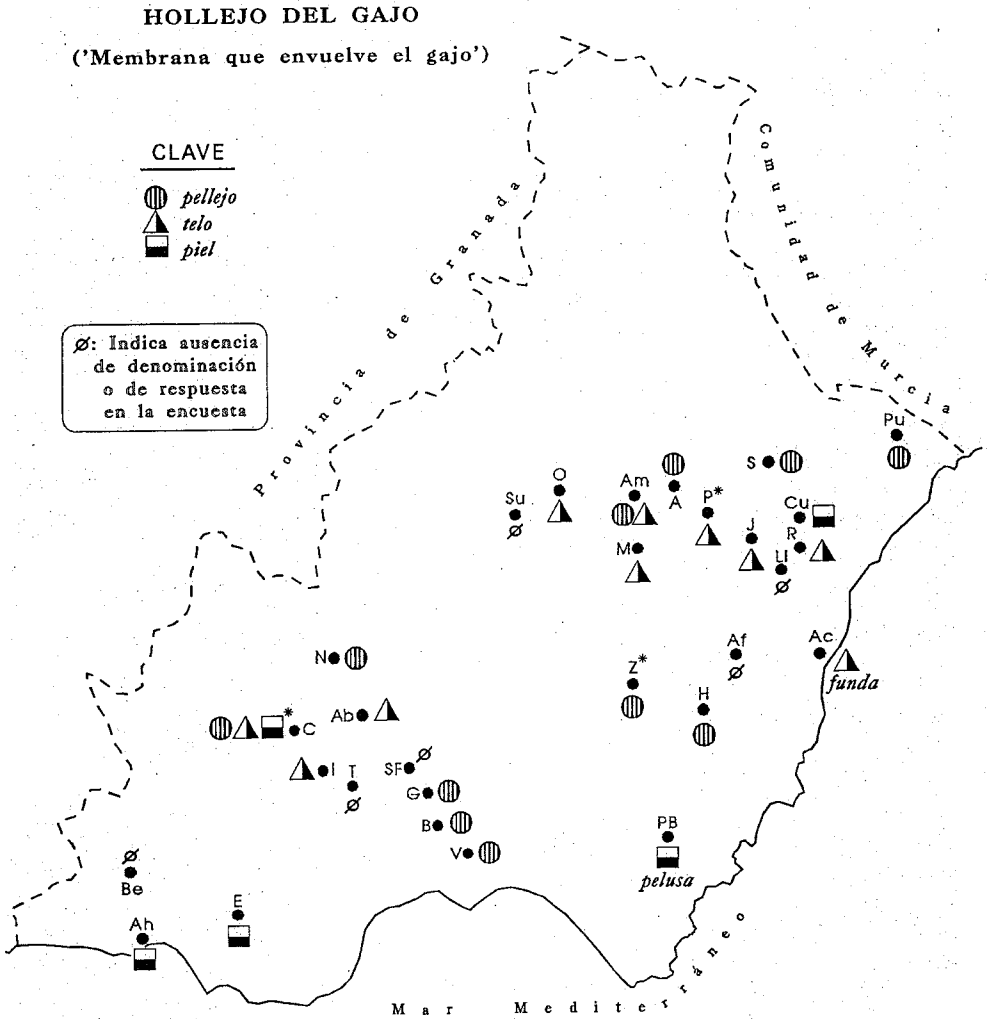 HOLLEJO DEL GAJO
('Membrana que envuelve el gajo')
CLAVE
pellejo
telo
piel
Ø: Indica ausencia
de denominación
o de respuesta
en la encuesta
Provincia de Granada
Comunidad de Murcia
Pu
S
A
O
Am
P*
Su
Ø
Cu
J
R
M
Ll
Ø
Af
Ø
Ac
funda
N
Z*
H
Ab
*
C
SF Ø
I
T
Ø
G
B
PB
V
pelusa
Ø
Be
E
Ah
Mar Mediterráneo